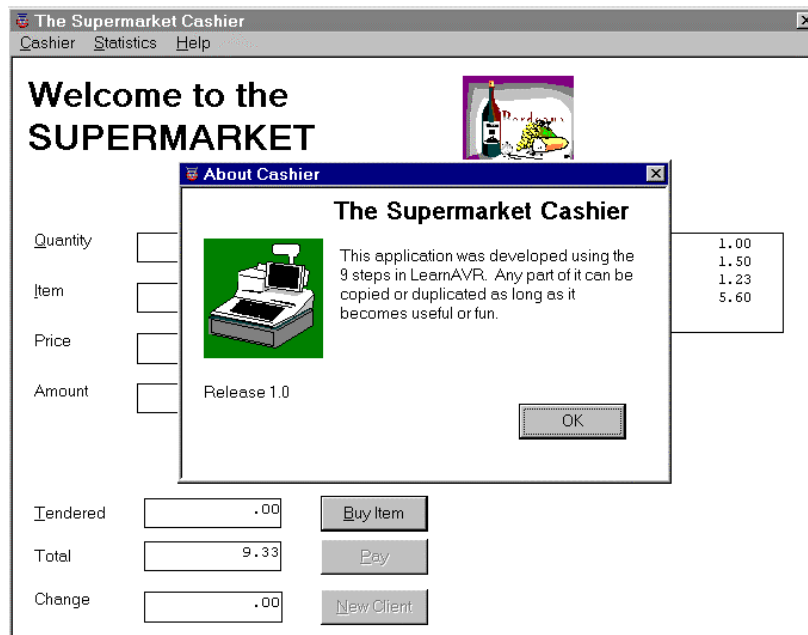 The Supermarket Cashier
Cashier Statistics Help
Welcome to the
SUPERMARKET
Bordeaux
About Cashier
The Supermarket Cashier
This application was developed using the
9 steps in LearnAVR. Any part of it can be
copied or duplicated as long as it
becomes useful or fun.
Release 1.0
OK
Quantity
Item
Price
Amount
1.00
1.50
1.23
5.60
Tendered .00 Buy Item
Total 9.33 Pay
Change .00 New Client